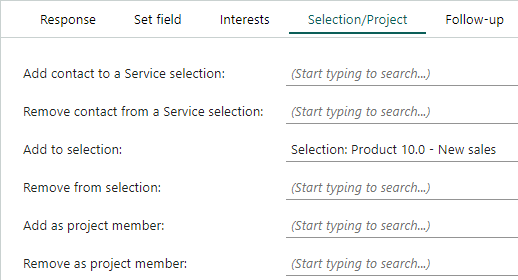 Response Set field Interests Selection/Project Follow-up
Add contact to a Service selection: (Start typing to search...)
Remove contact from a Service selection: (Start typing to search...)
Add to selection: Selection: Product 10.0 - New sales
Remove from selection: (Start typing to search...)
Add as project member: (Start typing to search...)
Remove as project member: (Start typing to search...)